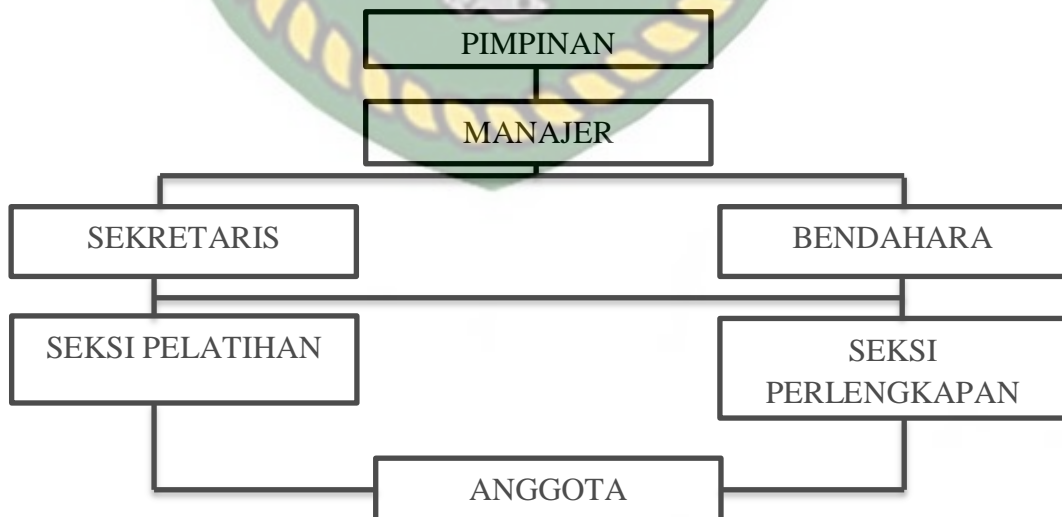 PIMPINAN
MANAJER
SEKRETARIS
BENDAHARA
SEKSI PELATIHAN
SEKSI
PERLENGKAPAN
ANGGOTA